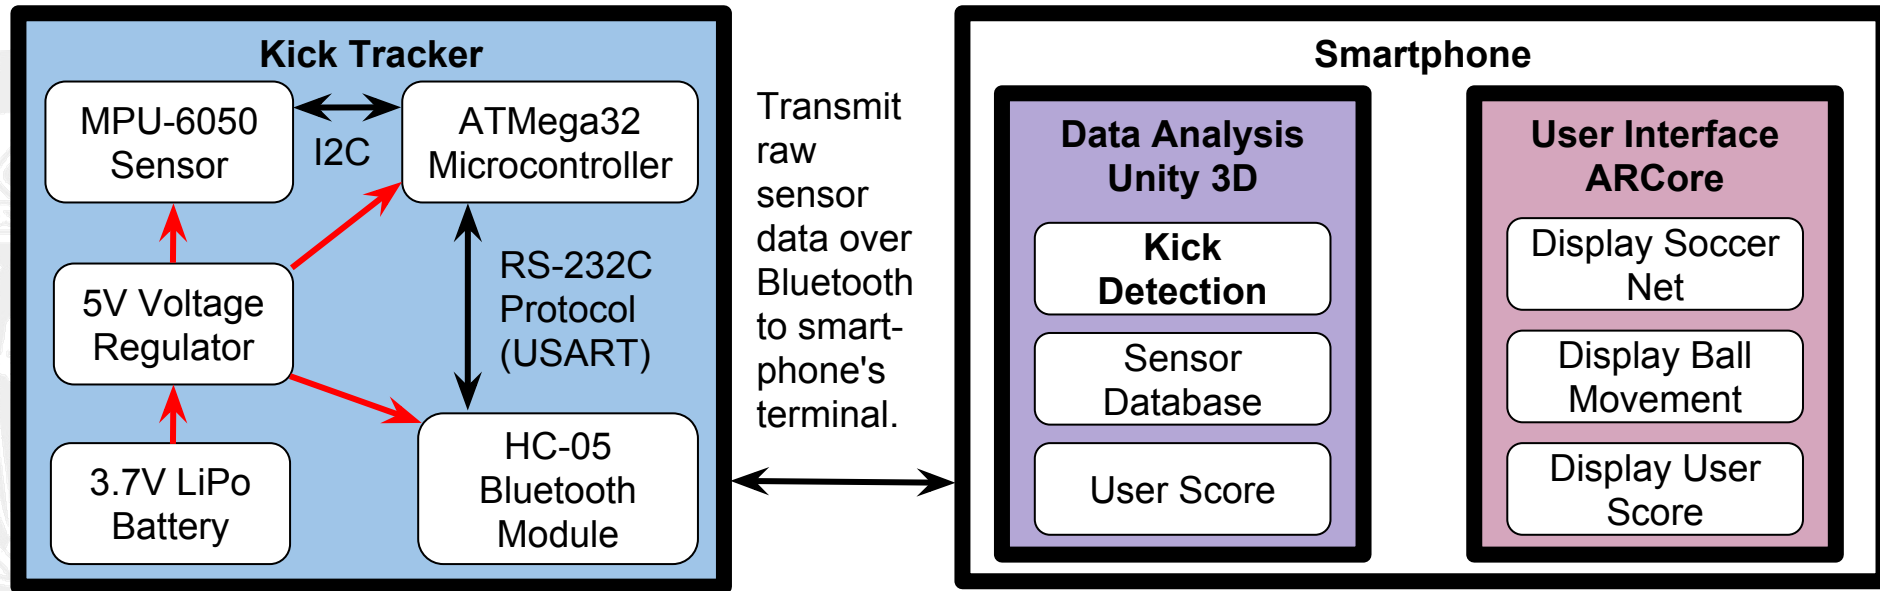 Kick Tracker
MPU-6050
Sensor
I2C
ATMega32
Microcontroller
5V Voltage
Regulator
RS-232C
Protocol
(USART)
3.7V LiPo
Battery
HC-05
Bluetooth
Module
Transmit
raw
sensor
data over
Bluetooth
to smart-
phone's
terminal.
Smartphone
Data Analysis
Unity 3D
Kick
Detection
Sensor
Database
User Score
User Interface
ARCore
Display Soccer
Net
Display Ball
Movement
Display User
Score